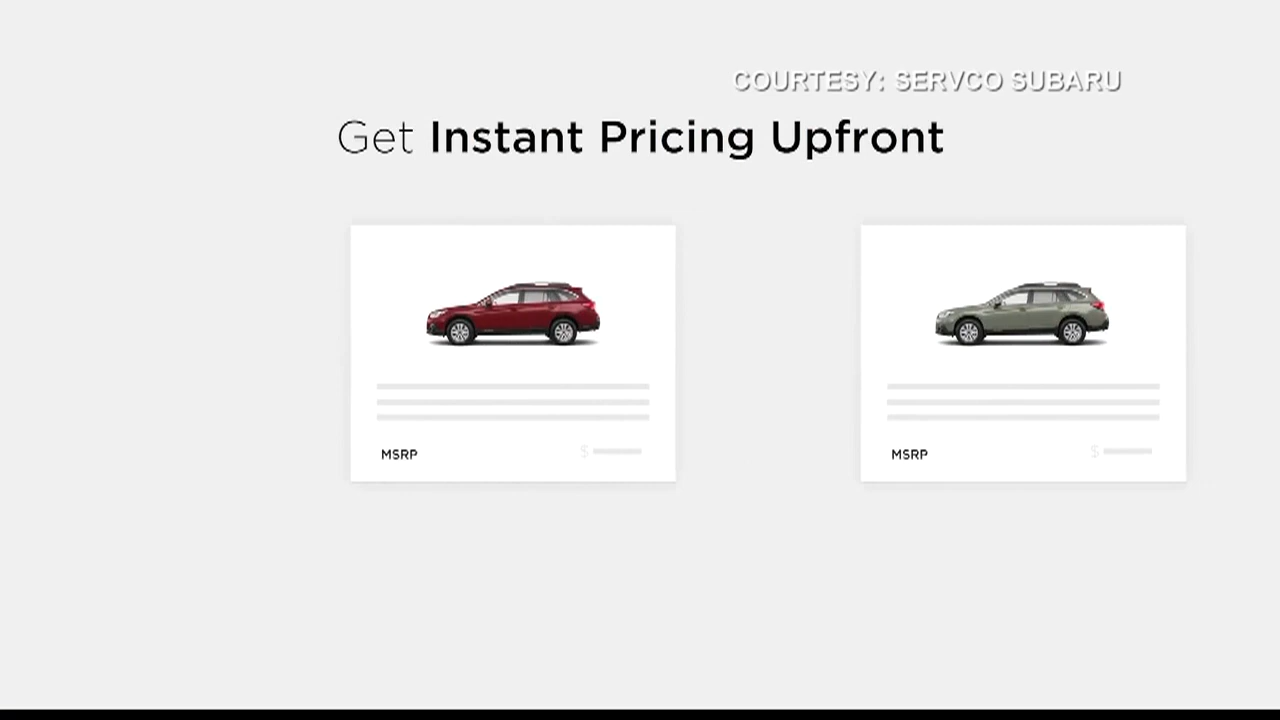 COURTESY: SERVCO SUBARU
Get Instant Pricing Upfront
MSRP $
MSRP $